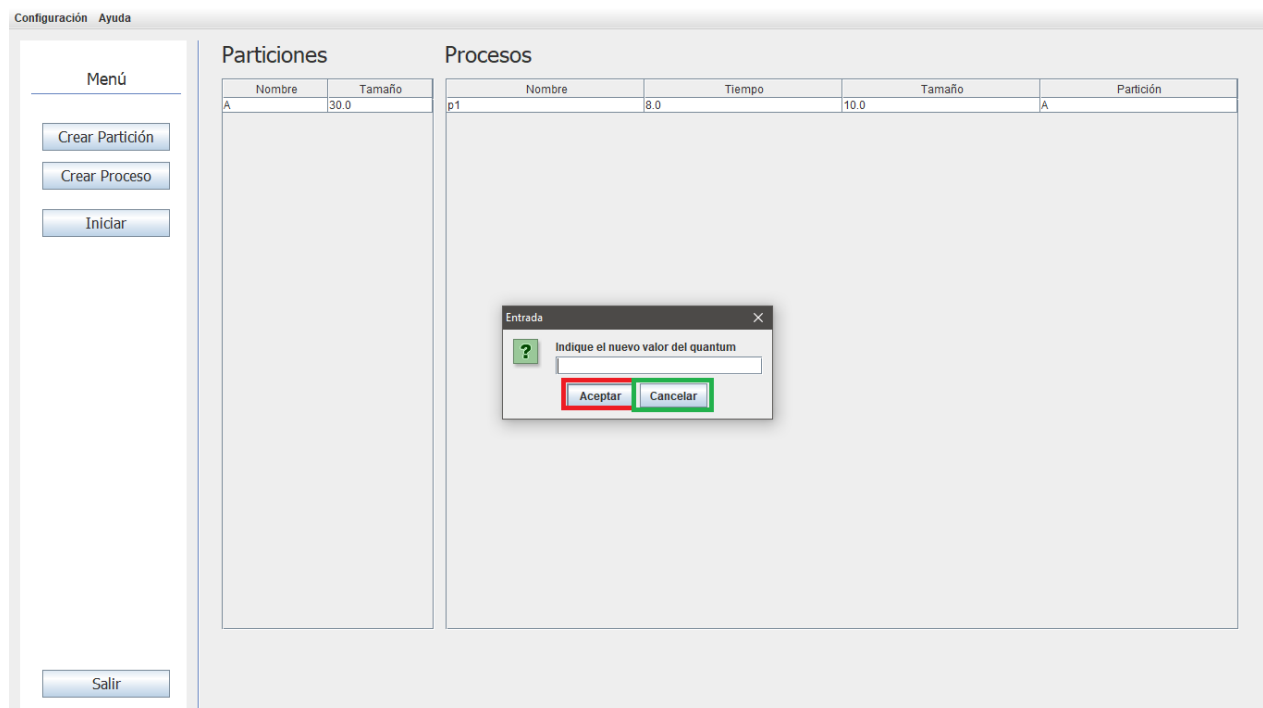 Configuración Ayuda
Menú
Crear Partición
Crear Proceso
Iniciar
Salir
Particiones
Nombre Tamaño
A 30.0
Procesos
Nombre Tiempo Tamaño Partición
p1 8.0 10.0 A
Entrada
?
Indique el nuevo valor del quantum
Aceptar Cancelar